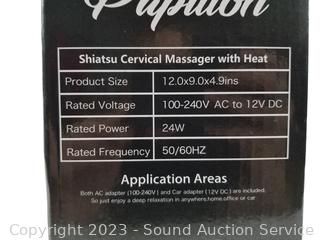 Papillon
Shiatsu Cervical Massager with Heat
Product Size 12.0x9.0x4.9ins
Rated Voltage 100-240V AC to 12V DC
Rated Power 24W
Rated Frequency 50/60HZ
Application Areas
Both AC adapter (100-240V) and Car adapter (12V DC) are included.
So just enjoy a deep relaxation in anywhere.home.office or car
Copyright 2023 - Sound Auction Service